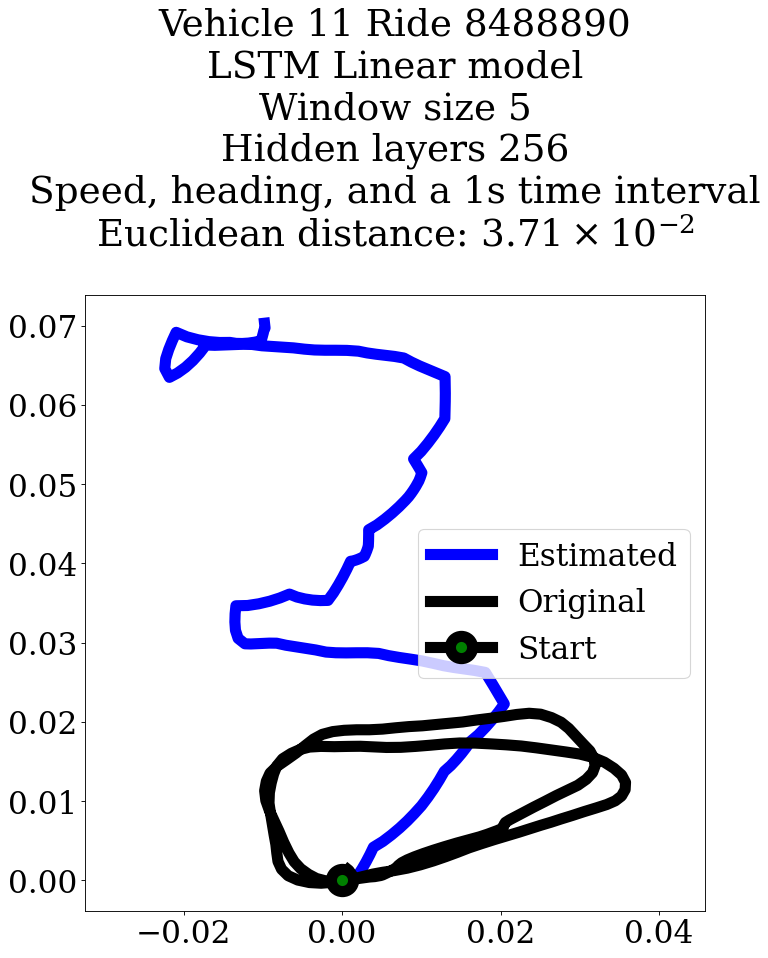 Vehicle 11 Ride 8488890
LSTM Linear model
Window size 5
Hidden layers 256
Speed, heading, and a 1s time interval
Euclidean distance: 3.71 × 10⁻²
0.07
0.06
0.05
0.04
0.03
0.02
0.01
0.00
Estimated
Original
Start
−0.02 0.00 0.02 0.04